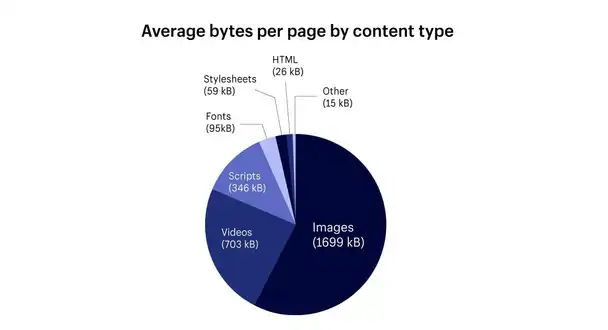 Average bytes per page by content type
HTML
(26 kB)
Stylesheets
(59 kB)
Other
(15 kB)
Fonts
(95kB)
Scripts
(346 kB)
Images
(1699 kB)
Videos
(703 kB)